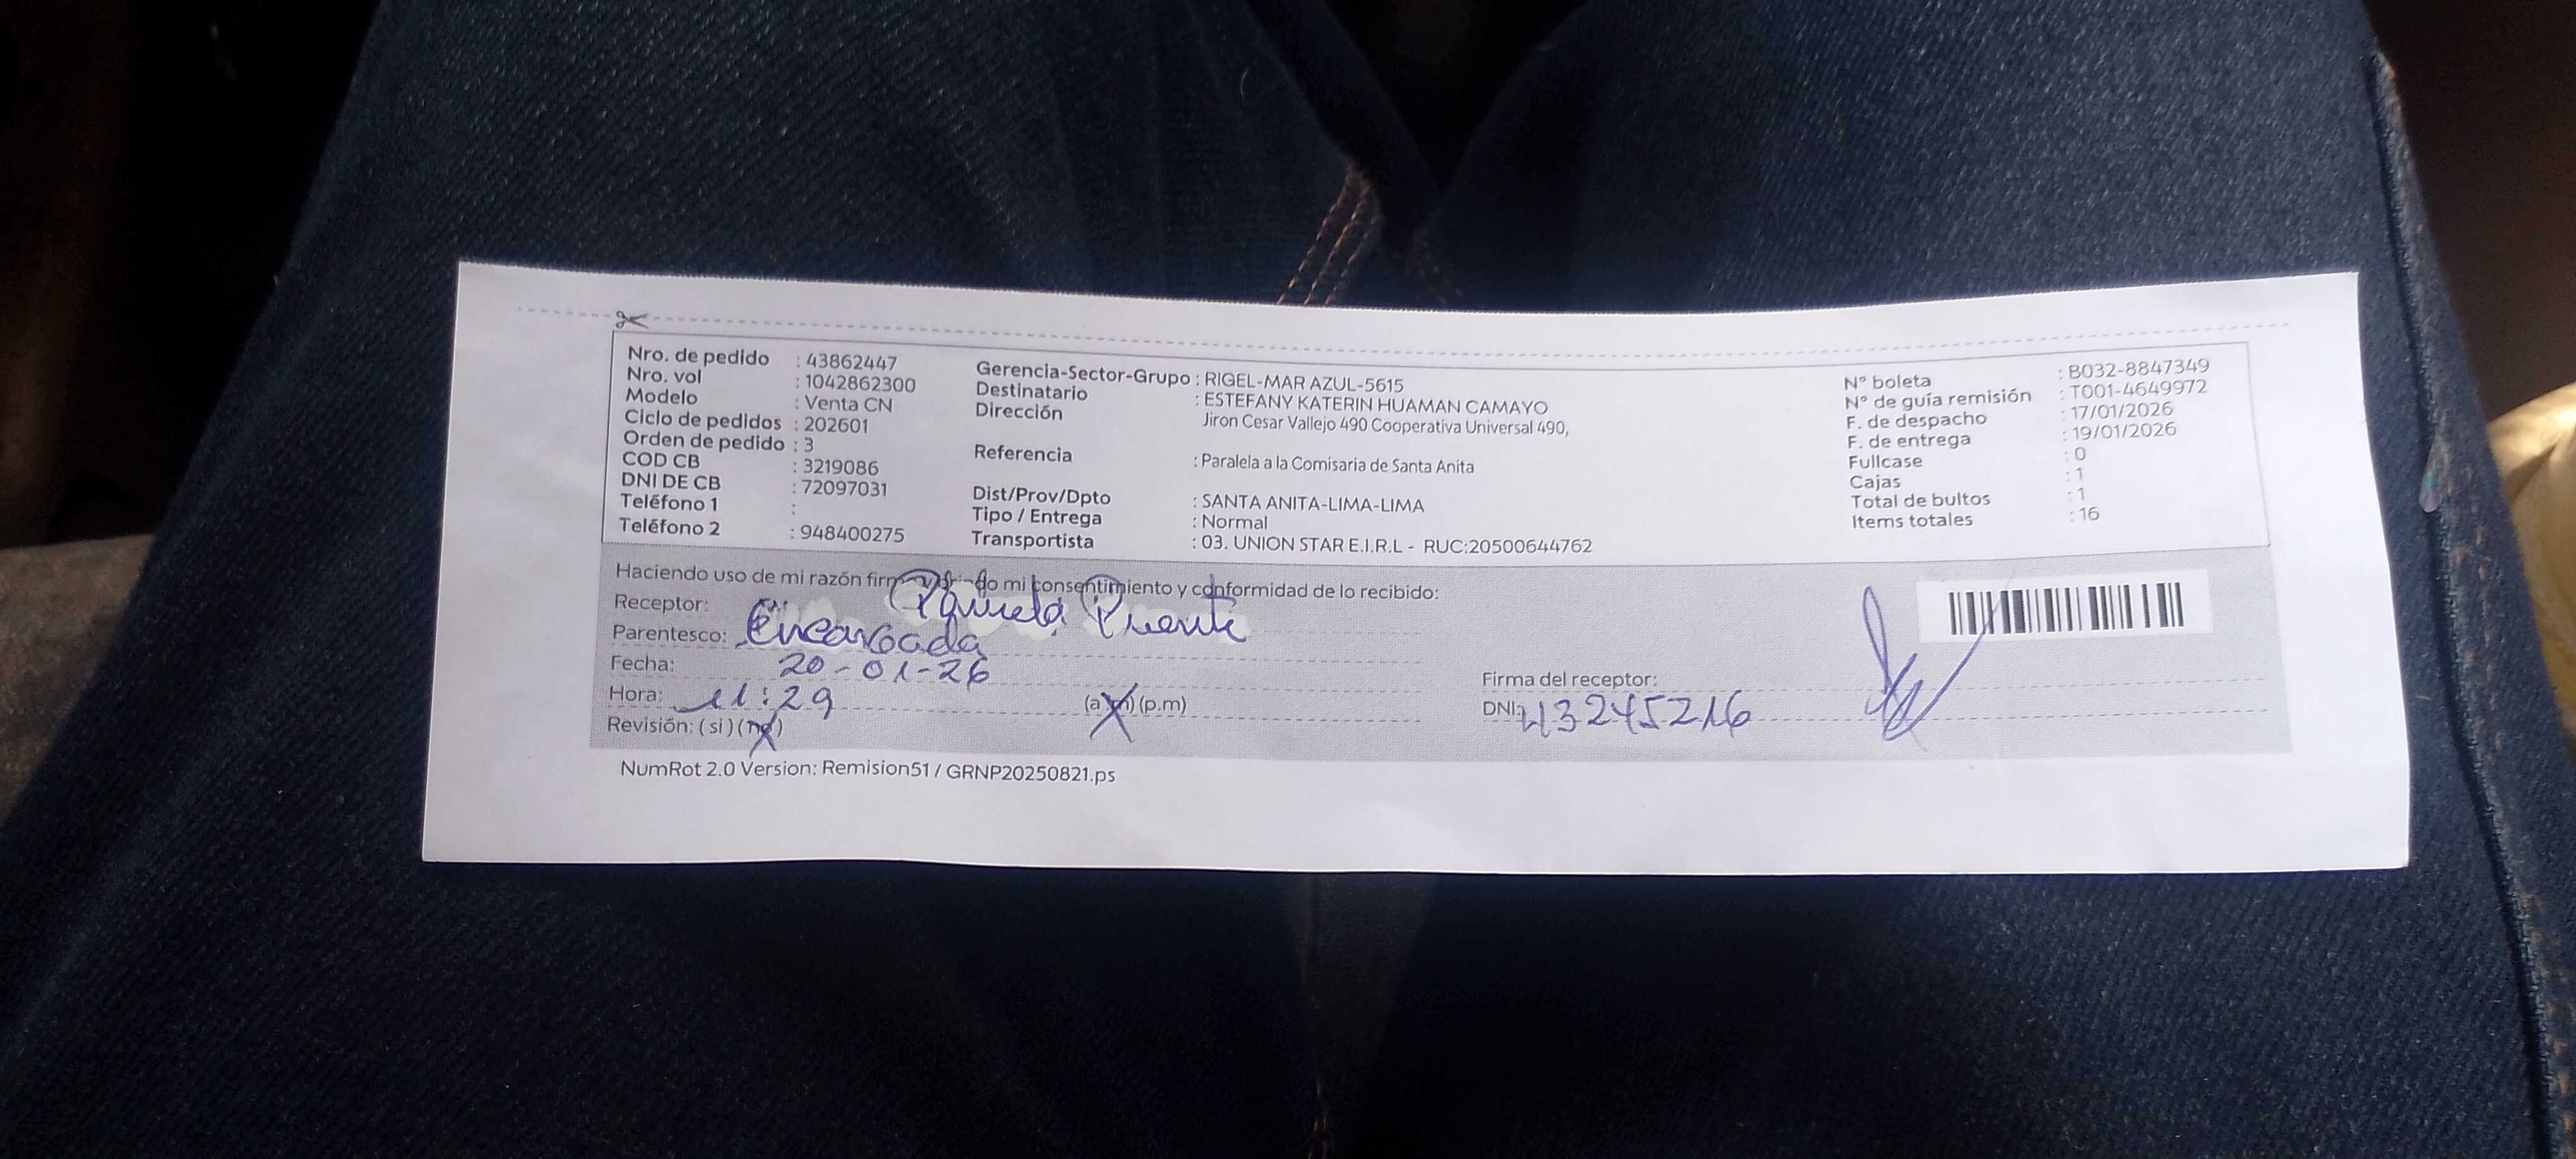 Nro. de pedido : 43862447
Nro. vol : 1042862300
Modelo : Venta CN
Ciclo de pedidos : 202601
Orden de pedido : 3
COD CB : 3219086
DNI DE CB : 72097031
Teléfono 1 :
Teléfono 2 : 948400275
Gerencia-Sector-Grupo : RIGEL-MAR AZUL-5615
Destinatario : ESTEFANY KATERIN HUAMAN CAMAYO
Dirección Jiron Cesar Vallejo 490 Cooperativa Universal 490,
Referencia : Paralela a la Comisaria de Santa Anita
Dist/Prov/Dpto : SANTA ANITA-LIMA-LIMA
Tipo / Entrega : Normal
Transportista : 03. UNION STAR E.I.R.L - RUC:20500644762
N° boleta : B032-8847349
N° de guía remisión : T001-4649972
F. de despacho : 17/01/2026
F. de entrega : 19/01/2026
Fullcase : 0
Cajas : 1
Total de bultos : 1
Items totales : 16
Haciendo uso de mi razón mi consentimiento y conformidad de lo recibido:
Receptor: Pamela Puente
Parentesco: Encargada
Fecha: 20-01-26
Hora: 11:29 (a m) (p.m)
Revisión: (si) (no)
Firma del receptor:
DNI: 43245216
NumRot 2.0 Version: Remision51 / GRNP20250821.ps